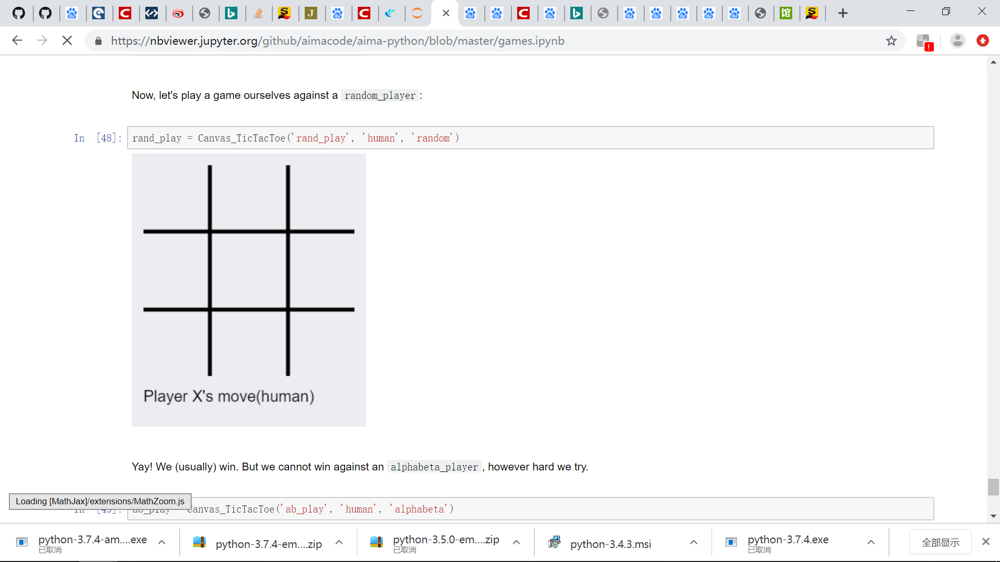 https://nbviewer.jupyter.org/github/aimacode/aima-python/blob/master/games.ipynb
Now, let's play a game ourselves against a random_player:
In [48]: rand_play = Canvas_TicTacToe('rand_play', 'human', 'random')
Player X's move(human)
Yay! We (usually) win. But we cannot win against an alphabeta_player, however hard we try.
Loading [MathJax]/extensions/MathZoom.js
In [49]: ab_play = Canvas_TicTacToe('ab_play', 'human', 'alphabeta')
python-3.7.4-am....exe
已取消
python-3.7.4-em....zip
python-3.5.0-em....zip
已取消
python-3.4.3.msi
python-3.7.4.exe
已取消
全部显示